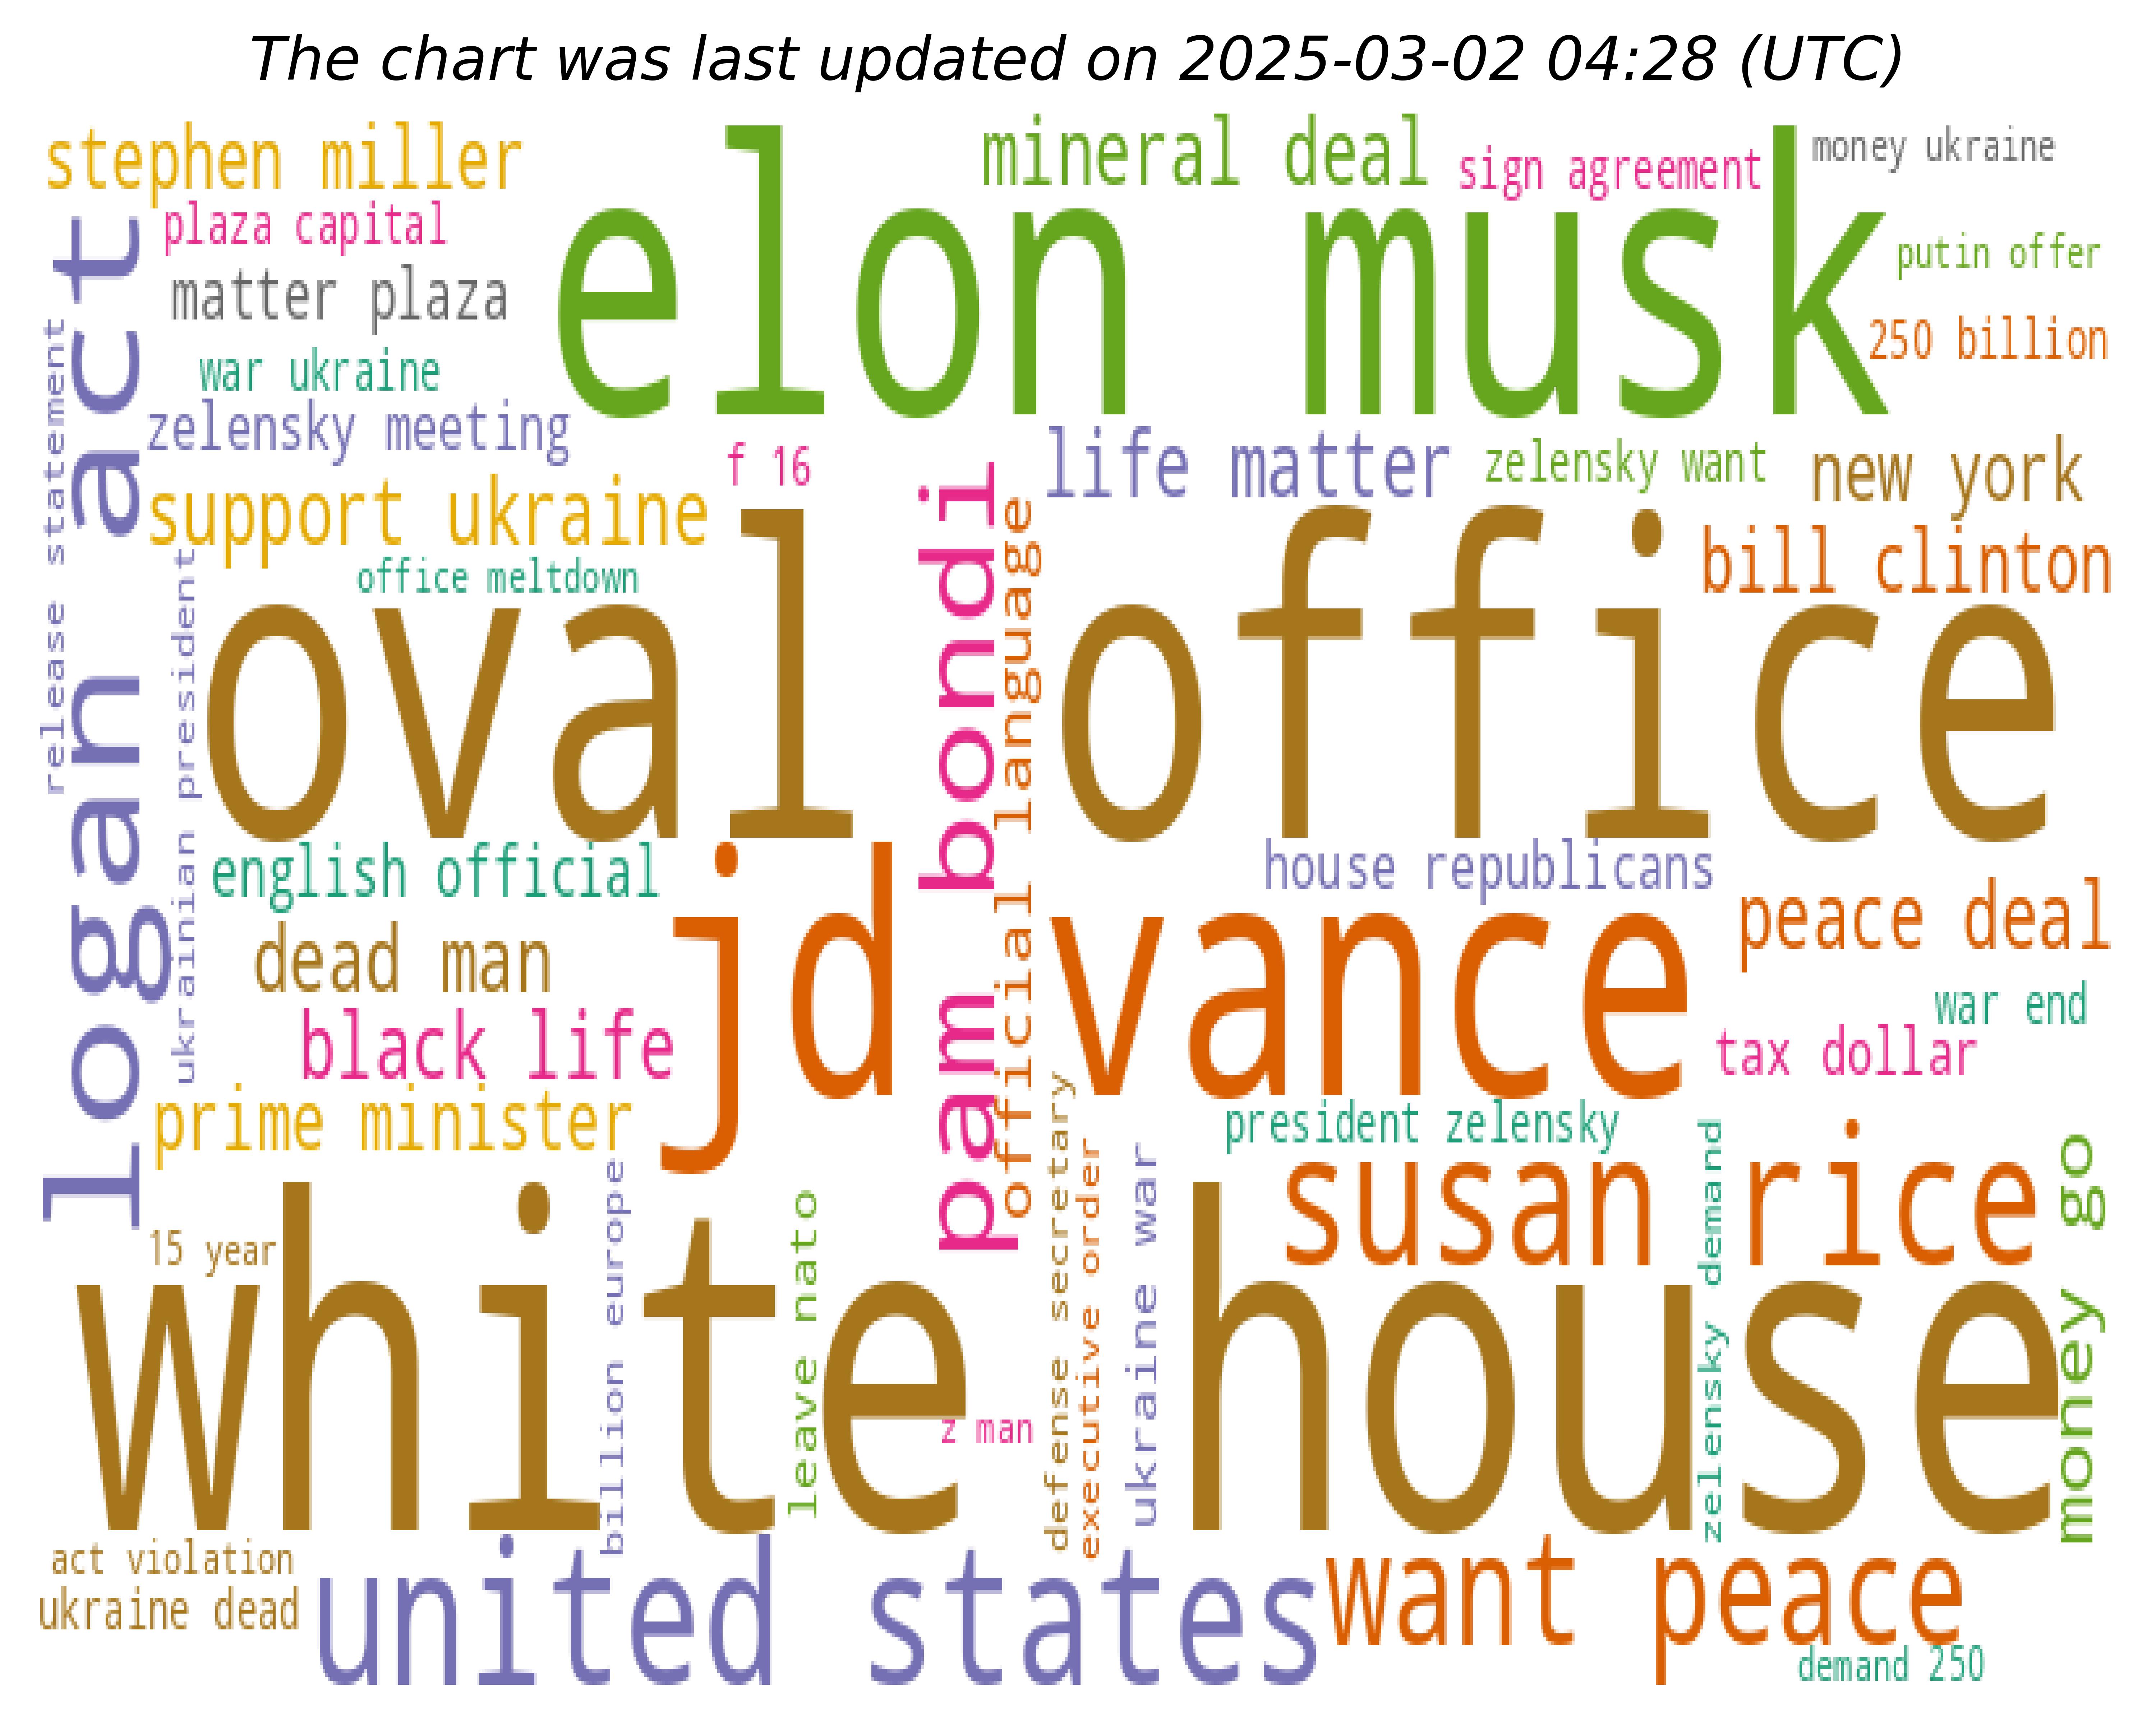 The chart was last updated on 2025-03-02 04:28 (UTC)
stephen miller
elon musk
mineral deal
sign agreement
money ukraine
plaza capital
putin offer
matter plaza
250 billion
war ukraine
zelensky meeting
logan act
release statement
f 16
life matter
zelensky want
new york
support ukraine
office meltdown
bill clinton
oval office
pam bondi
official language
ukrainian president
english official
house republicans
jd vance
peace deal
dead man
war end
black life
tax dollar
prime minister
president zelensky
susan rice
15 year
white house
billion europe
leave nato
z man
defense secretary
executive order
ukraine war
zelensky demand
money go
act violation
ukraine dead
united states
want peace
demand 250